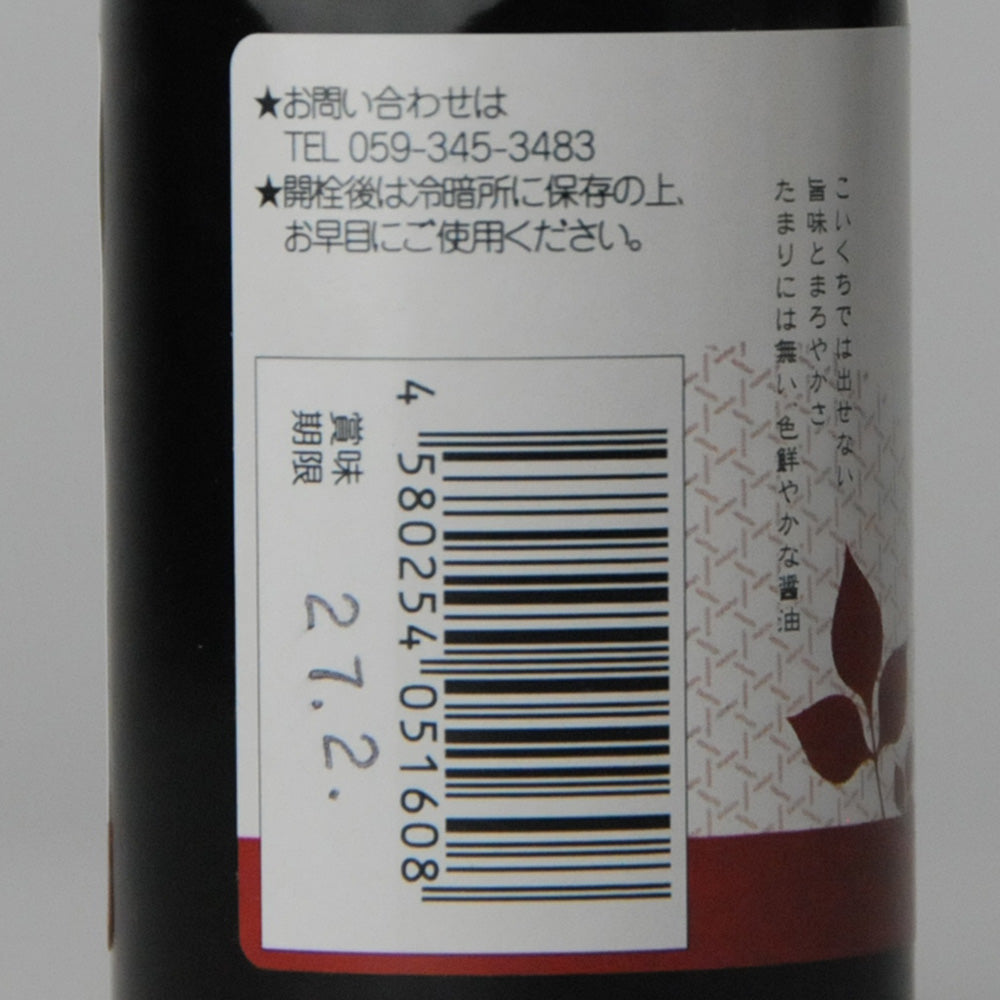 ★お問い合わせは
TEL 059-345-3483
★開栓後は冷暗所に保存の上、
お早目にご使用ください。
こいくちでは出せない
旨味とまろやかさ
たまりには無い、色鮮やかな醤油
賞味
期限
27.2.
4 580254 051608